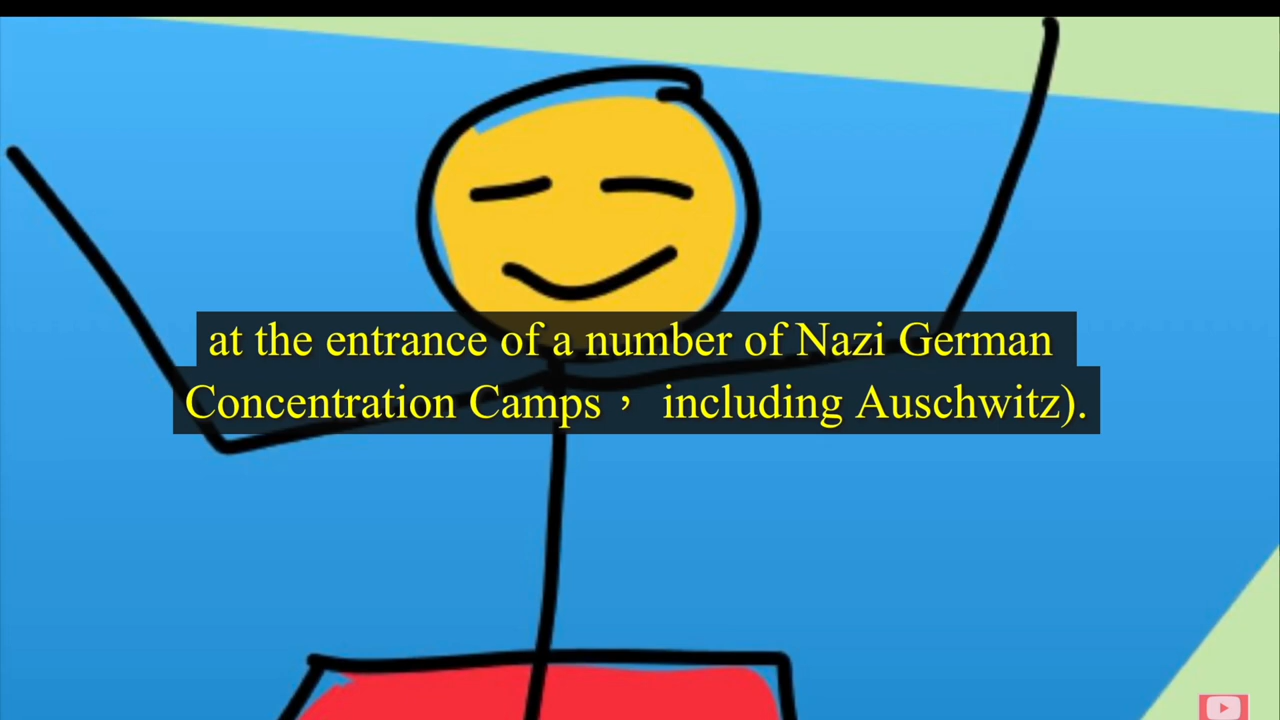 at the entrance of a number of Nazi German
Concentration Camps， including Auschwitz).